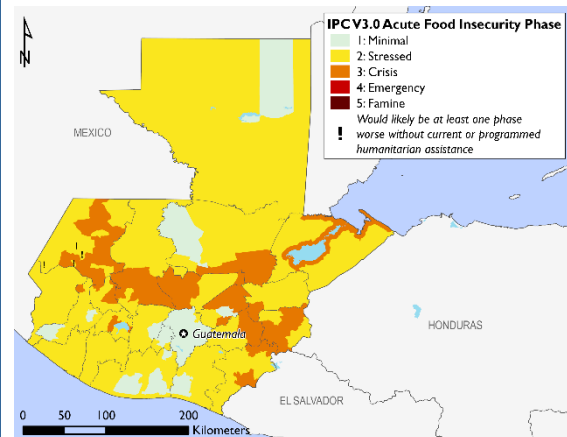 IPC V3.0 Acute Food Insecurity Phase
1: Minimal
2: Stressed
3: Crisis
4: Emergency
5: Famine
! Would likely be at least one phase
worse without current or programmed
humanitarian assistance
N
MEXICO
Guatemala
HONDURAS
EL SALVADOR
0 50 100 200
Kilometers